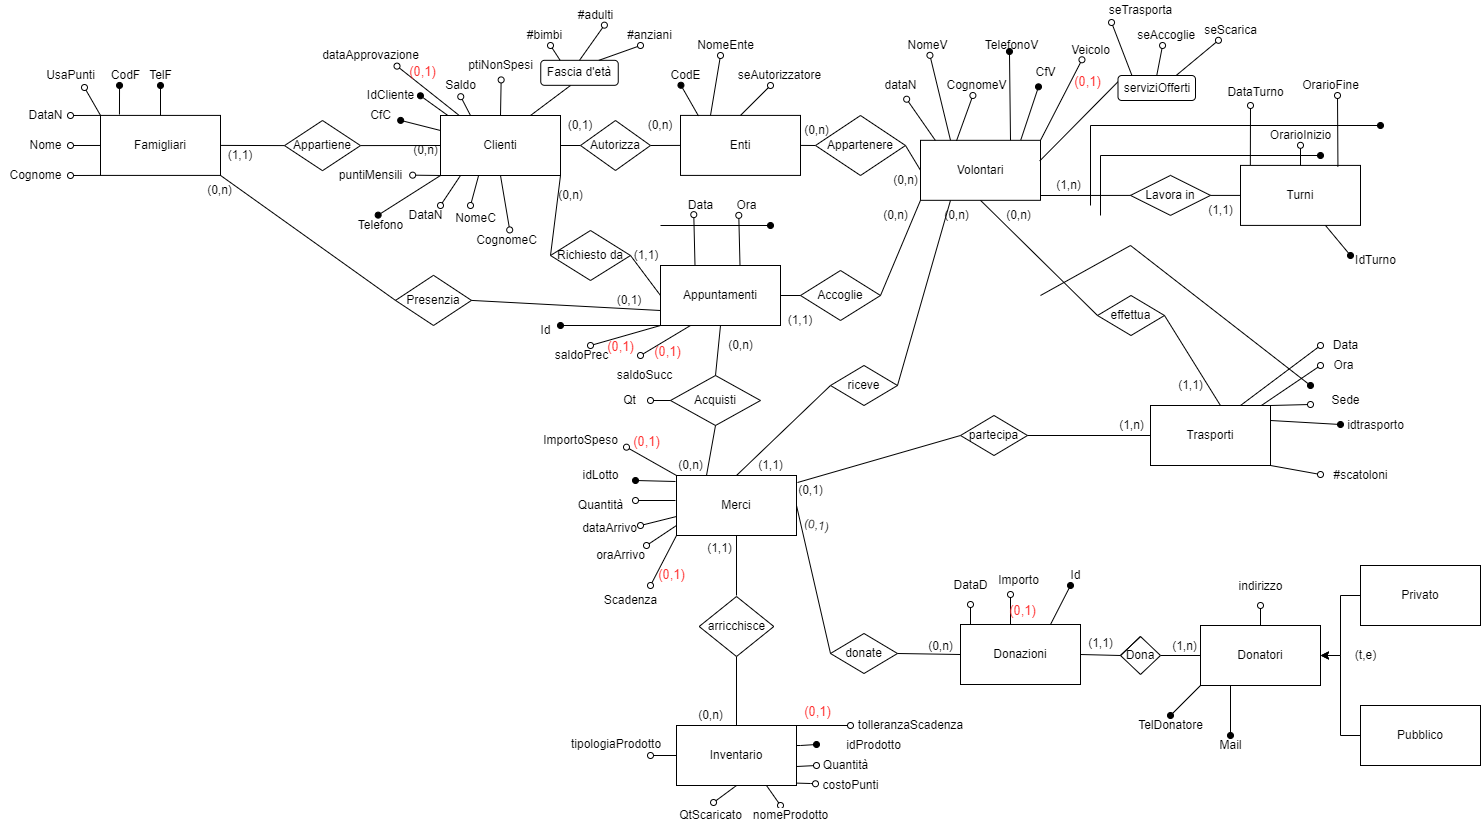 #adulti
seTrasporta
#bimbi
#anziani
seAccoglie
seScarica
dataApprovazione
(0,1)
ptiNonSpesi
Fascia d'età
NomeEnte
NomeV
TelefonoV
Veicolo
(0,1)
serviziOfferti
UsaPunti
CodF
TelF
Saldo
CodE
seAutorizzatore
dataN
CognomeV
CfV
DataTurno
OrarioFine
IdCliente
CfC
DataN
Nome
Cognome
Famigliari
(1,1)
(0,n)
Appartiene
(0,n)
Clienti
(0,1)
Autorizza
(0,n)
Enti
(0,n)
Appartenere
(0,n)
Volontari
(1,n)
Lavora in
(1,1)
OrarioInizio
Turni
IdTurno
puntiMensili
Telefono
DataN
NomeC
CognomeC
(0,n)
Richiesto da
(1,1)
Data
Ora
(0,n)
(0,n)
(0,n)
Presenzia
(0,1)
Appuntamenti
(1,1)
Accoglie
effettua
Id
saldoPrec
(0,1)
(0,1)
saldoSucc
(0,n)
Qt
Acquisti
riceve
(1,1)
Data
Ora
Sede
idtrasporto
#scatoloni
ImportoSpeso
(0,1)
(0,n)
(1,1)
partecipa
(1,n)
Trasporti
idLotto
Quantità
dataArrivo
oraArrivo
(0,1)
Scadenza
Merci
(0,1)
(0,1)
(1,1)
arricchisce
(0,n)
donate
(0,n)
DataD
Importo
(0,1)
Id
Donazioni
(1,1)
Dona
(1,n)
indirizzo
Donatori
TelDonatore
Mail
(t,e)
Privato
Pubblico
(0,1)
tolleranzaScadenza
tipologiaProdotto
Inventario
idProdotto
Quantità
costoPunti
QtScaricato
nomeProdotto